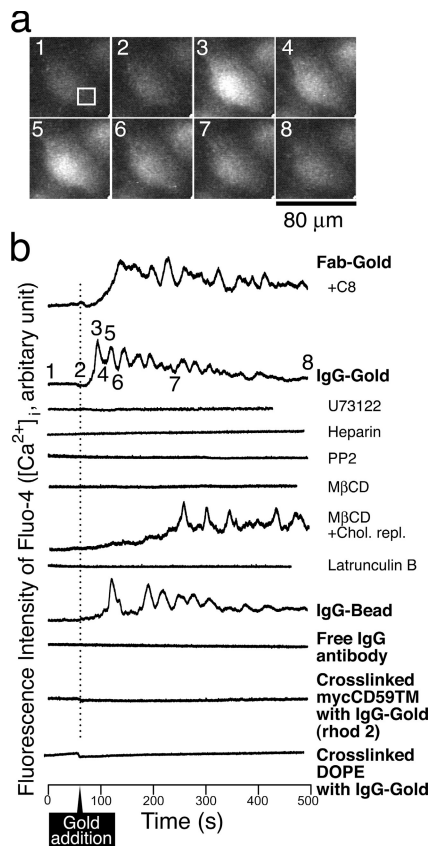 a
1 2 3 4
5 6 7 8
80 μm
b
Fluorescence Intensity of Fluo-4 ([Ca2+]i, arbitary unit)
Fab-Gold
+C8
1 2 3 4 5 6 7 8
IgG-Gold
U73122
Heparin
PP2
MβCD
MβCD
+Chol. repl.
Latrunculin B
IgG-Bead
Free IgG
antibody
Crosslinked
mycCD59TM
with IgG-Gold
(rhod 2)
Crosslinked
DOPE
with IgG-Gold
0 100 200 300 400 500
Gold
addition
Time (s)